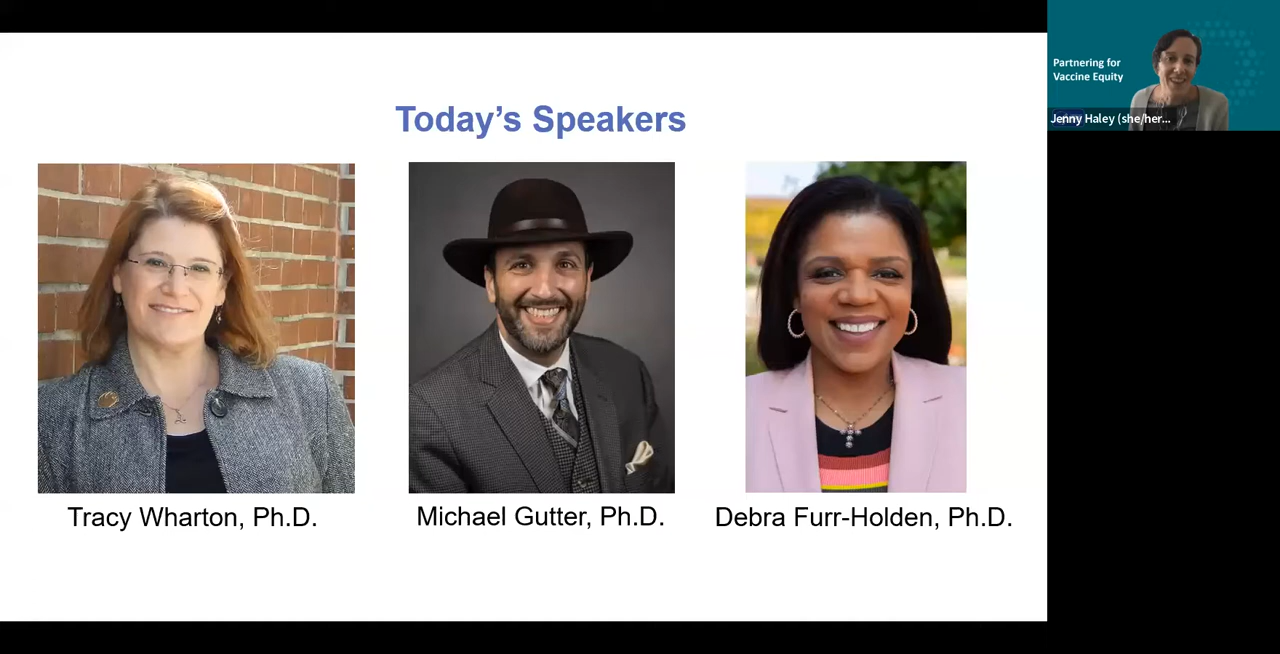 Today's Speakers
Tracy Wharton, Ph.D.
Michael Gutter, Ph.D.
Debra Furr-Holden, Ph.D.
Partnering for
Vaccine Equity
Jenny Haley (she/her...